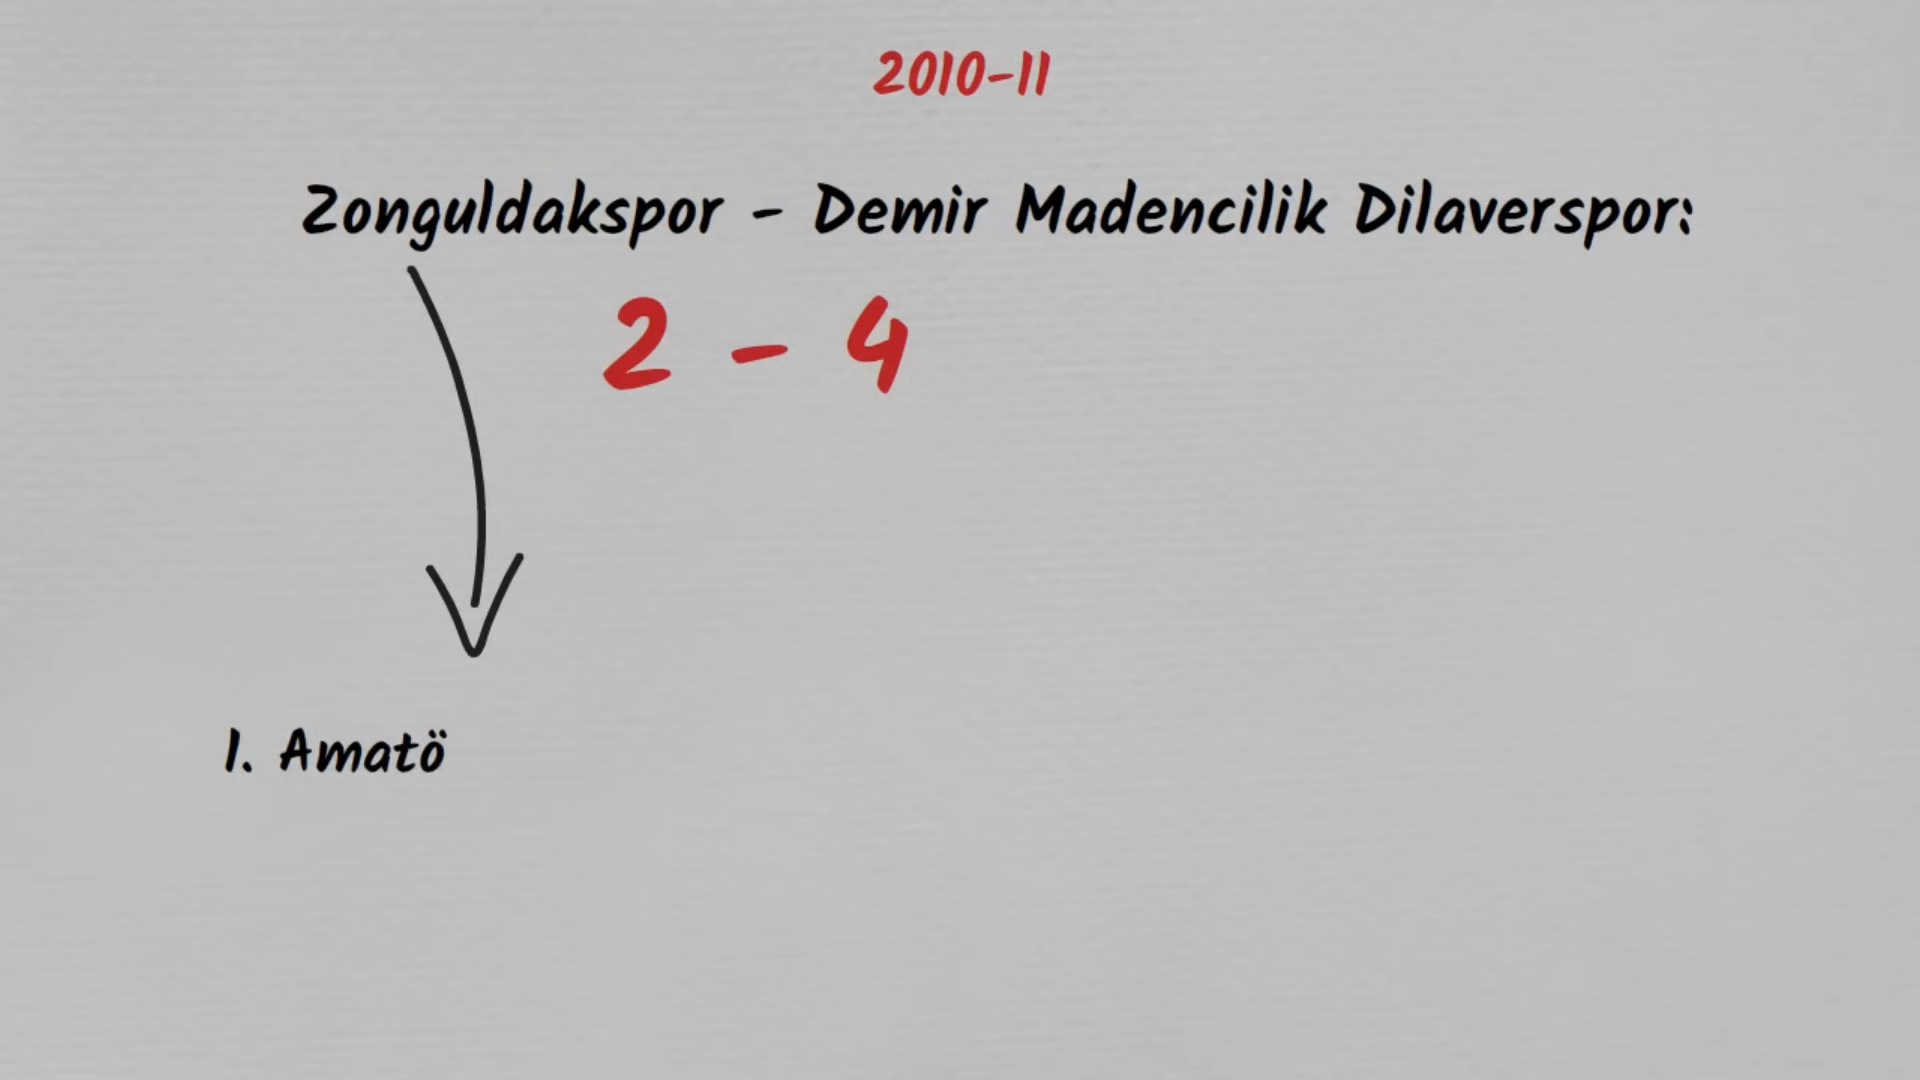 2010-11
Zonguldakspor - Demir Madencilik Dilaverspor:
2 - 4
1. Amatö